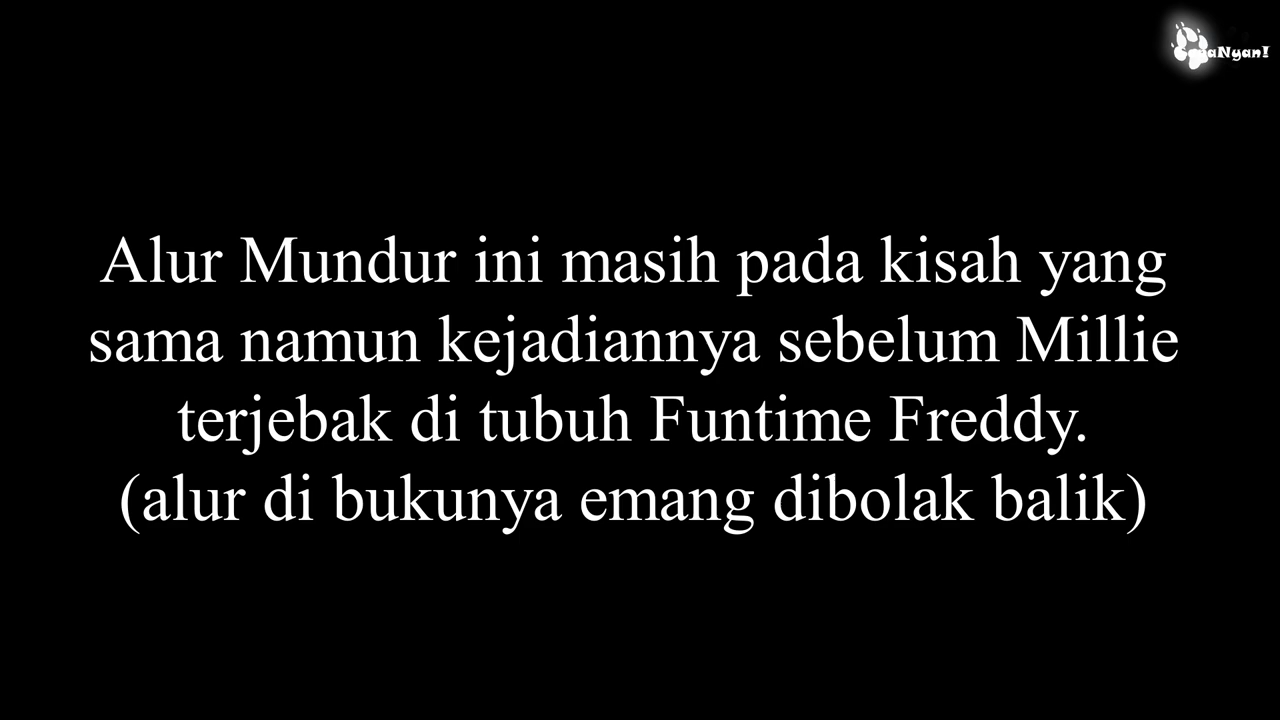 Alur Mundur ini masih pada kisah yang
sama namun kejadiannya sebelum Millie
terjebak di tubuh Funtime Freddy.
(alur di bukunya emang dibolak balik)